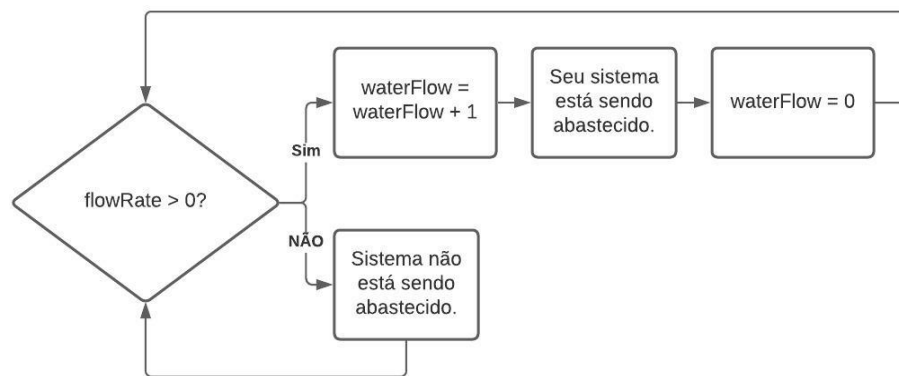 flowRate > 0?
Sim
waterFlow =
waterFlow + 1
Seu sistema
está sendo
abastecido.
waterFlow = 0
NÃO
Sistema não
está sendo
abastecido.